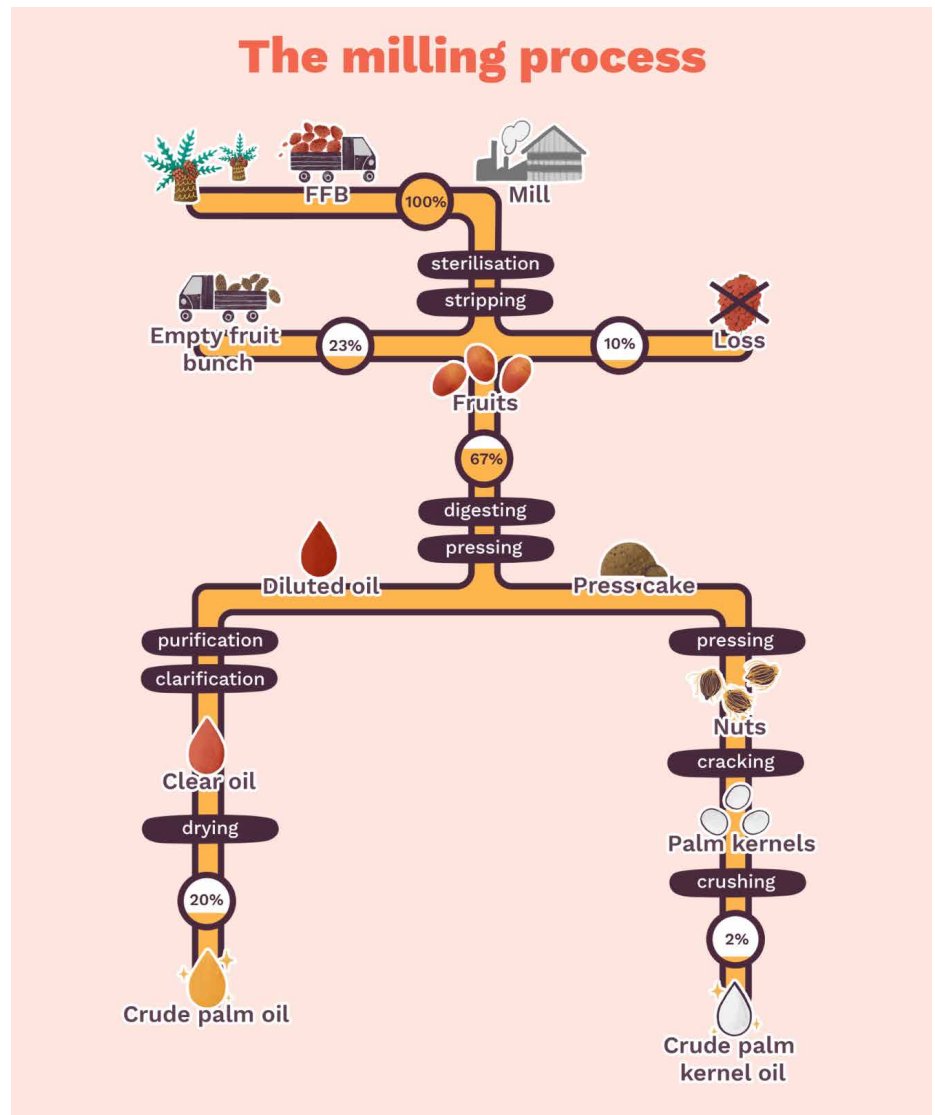 The milling process
FFB
100%
Mill
sterilisation
stripping
Empty fruit
bunch
23%
10%
Loss
Fruits
67%
digesting
pressing
Diluted oil
Press cake
purification
clarification
Clear oil
drying
20%
Crude palm oil
pressing
Nuts
cracking
Palm kernels
crushing
2%
Crude palm
kernel oil